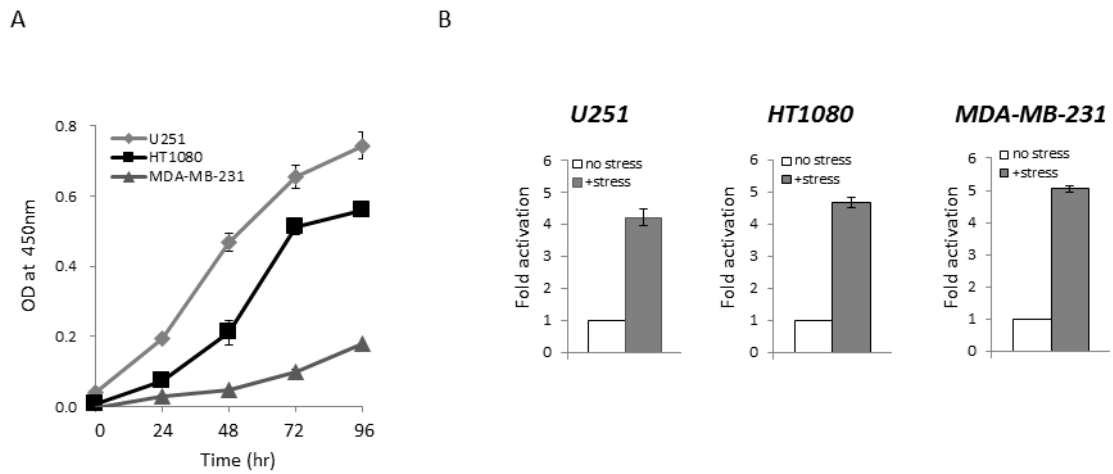 A
B
0.8
0.6
0.4
0.2
0.0
OD at 450nm
U251
HT1080
MDA-MB-231
0 24 48 72 96
Time (hr)
U251
6
5
4
3
2
1
0
Fold activation
no stress
+stress
HT1080
6
5
4
3
2
1
0
Fold activation
no stress
+stress
MDA-MB-231
6
5
4
3
2
1
0
Fold activation
no stress
+stress